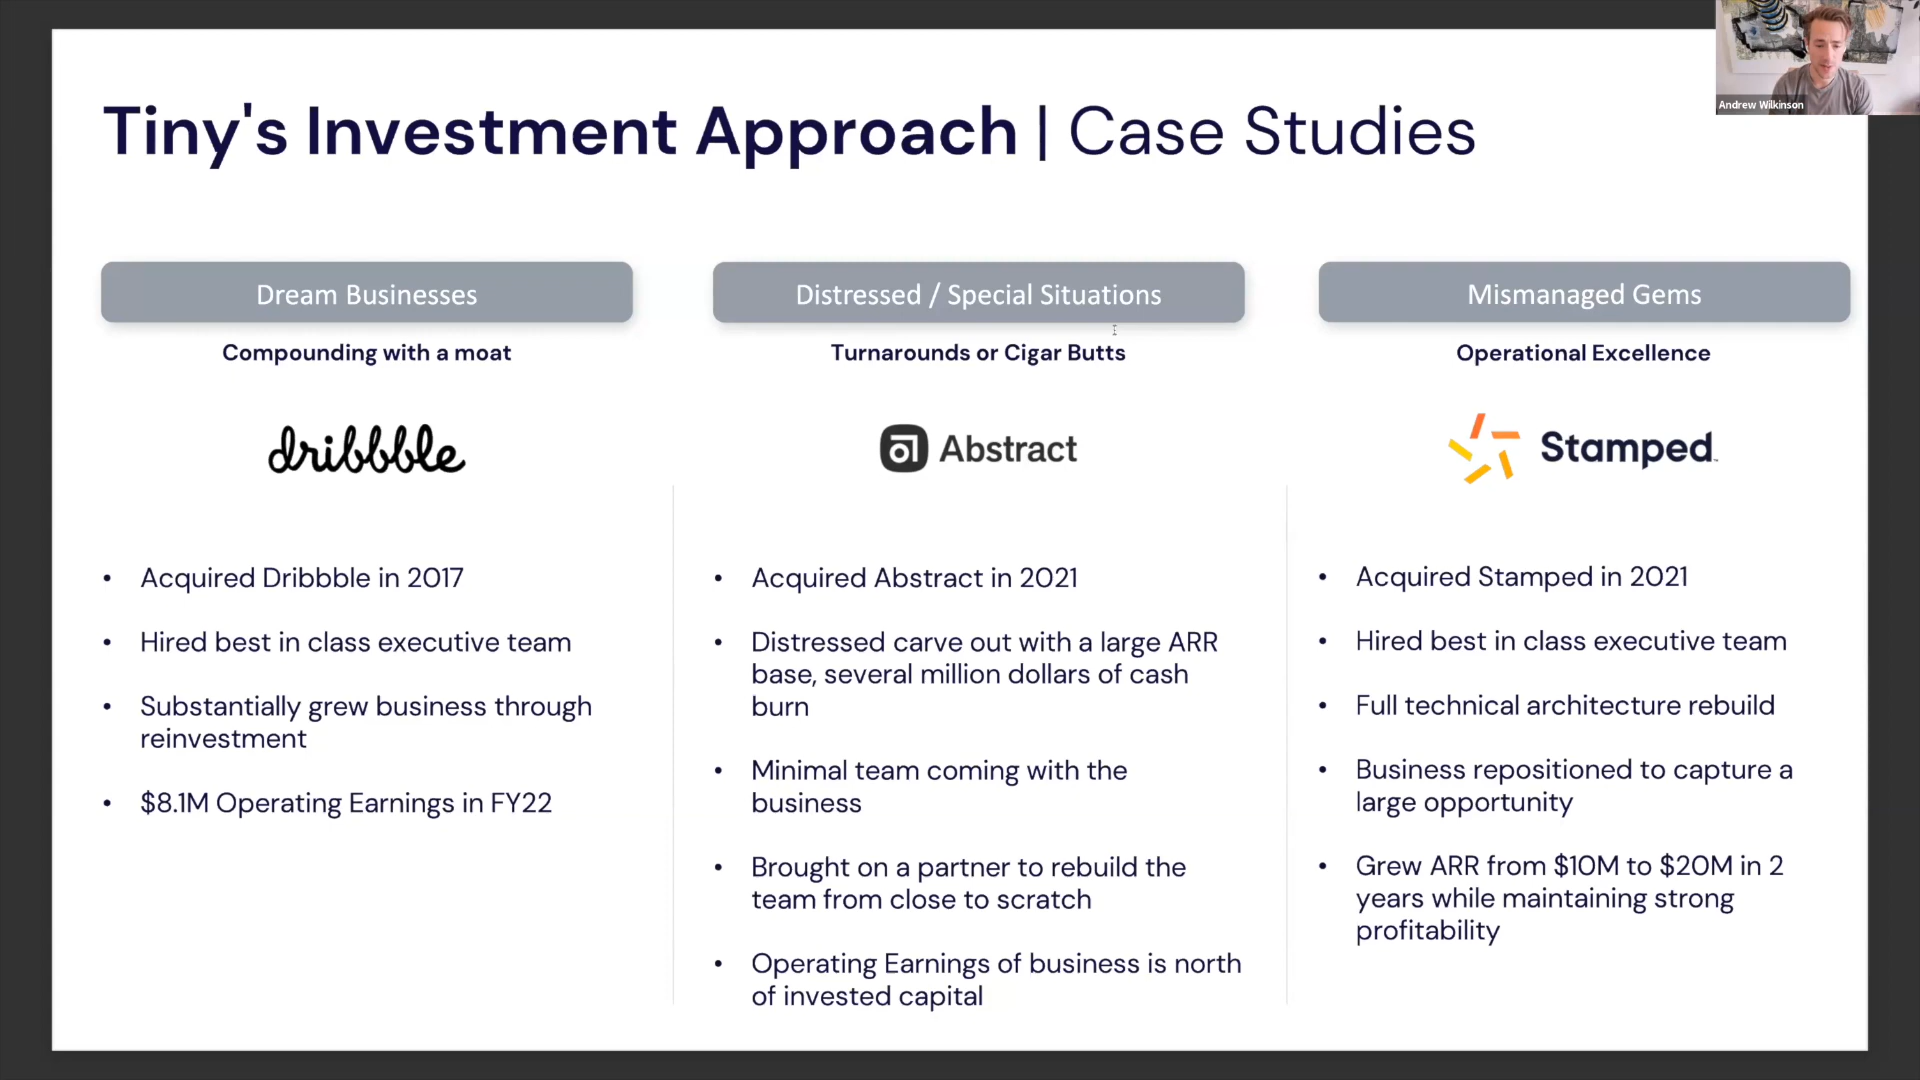 Andrew Wilkinson
Tiny's Investment Approach | Case Studies
Dream Businesses
Compounding with a moat
dribbble
• Acquired Dribbble in 2017
• Hired best in class executive team
• Substantially grew business through
reinvestment
• $8.1M Operating Earnings in FY22
Distressed / Special Situations
Turnarounds or Cigar Butts
Abstract
• Acquired Abstract in 2021
• Distressed carve out with a large ARR
base, several million dollars of cash
burn
• Minimal team coming with the
business
• Brought on a partner to rebuild the
team from close to scratch
• Operating Earnings of business is north
of invested capital
Mismanaged Gems
Operational Excellence
Stamped
• Acquired Stamped in 2021
• Hired best in class executive team
• Full technical architecture rebuild
• Business repositioned to capture a
large opportunity
• Grew ARR from $10M to $20M in 2
years while maintaining strong
profitability